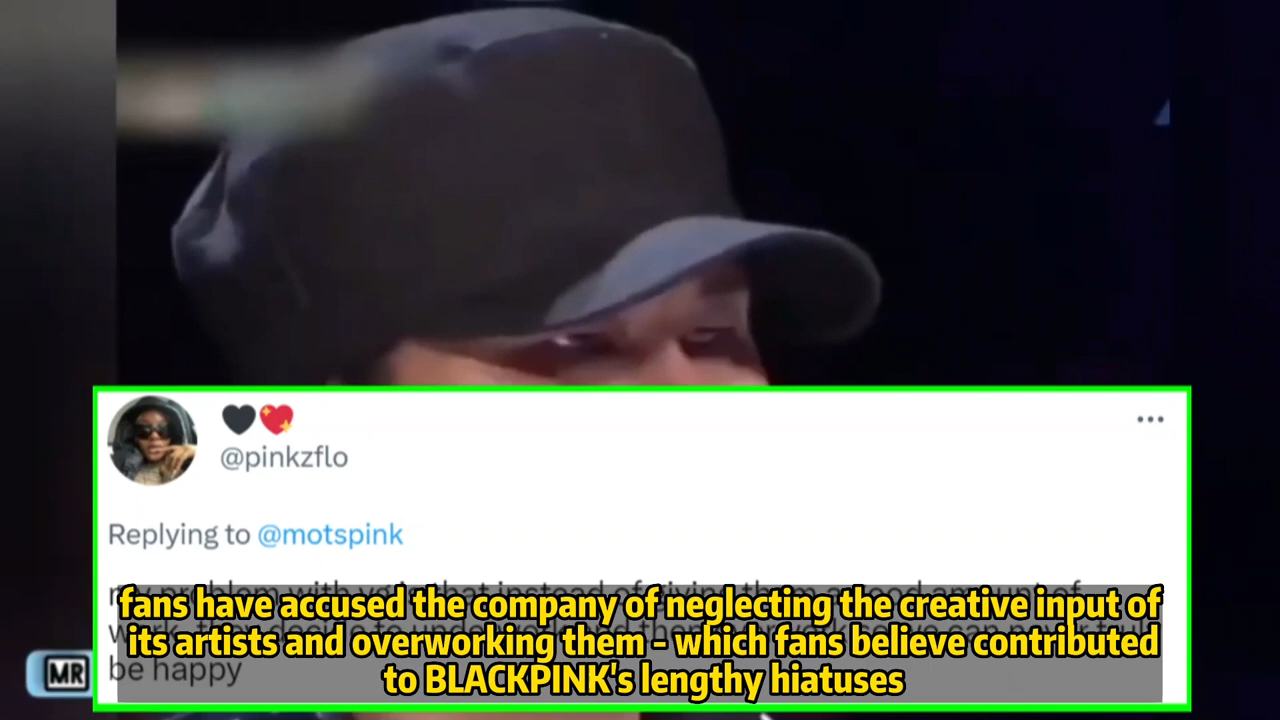 @pinkzflo
Replying to @motspink
fans have accused the company of neglecting the creative input of
its artists and overworking them - which fans believe contributed
be happy
to BLACKPINK's lengthy hiatuses
MR